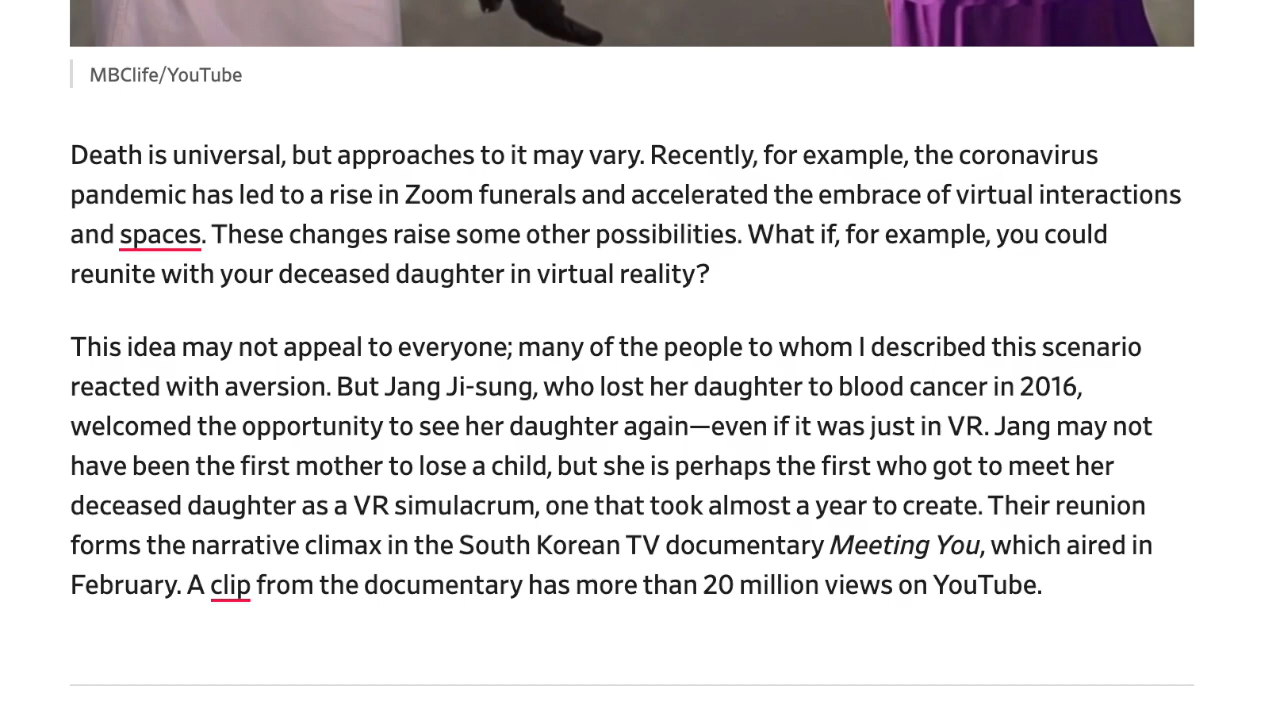 MBClife/YouTube
Death is universal, but approaches to it may vary. Recently, for example, the coronavirus
pandemic has led to a rise in Zoom funerals and accelerated the embrace of virtual interactions
and spaces. These changes raise some other possibilities. What if, for example, you could
reunite with your deceased daughter in virtual reality?
This idea may not appeal to everyone; many of the people to whom I described this scenario
reacted with aversion. But Jang Ji-sung, who lost her daughter to blood cancer in 2016,
welcomed the opportunity to see her daughter again—even if it was just in VR. Jang may not
have been the first mother to lose a child, but she is perhaps the first who got to meet her
deceased daughter as a VR simulacrum, one that took almost a year to create. Their reunion
forms the narrative climax in the South Korean TV documentary Meeting You, which aired in
February. A clip from the documentary has more than 20 million views on YouTube.